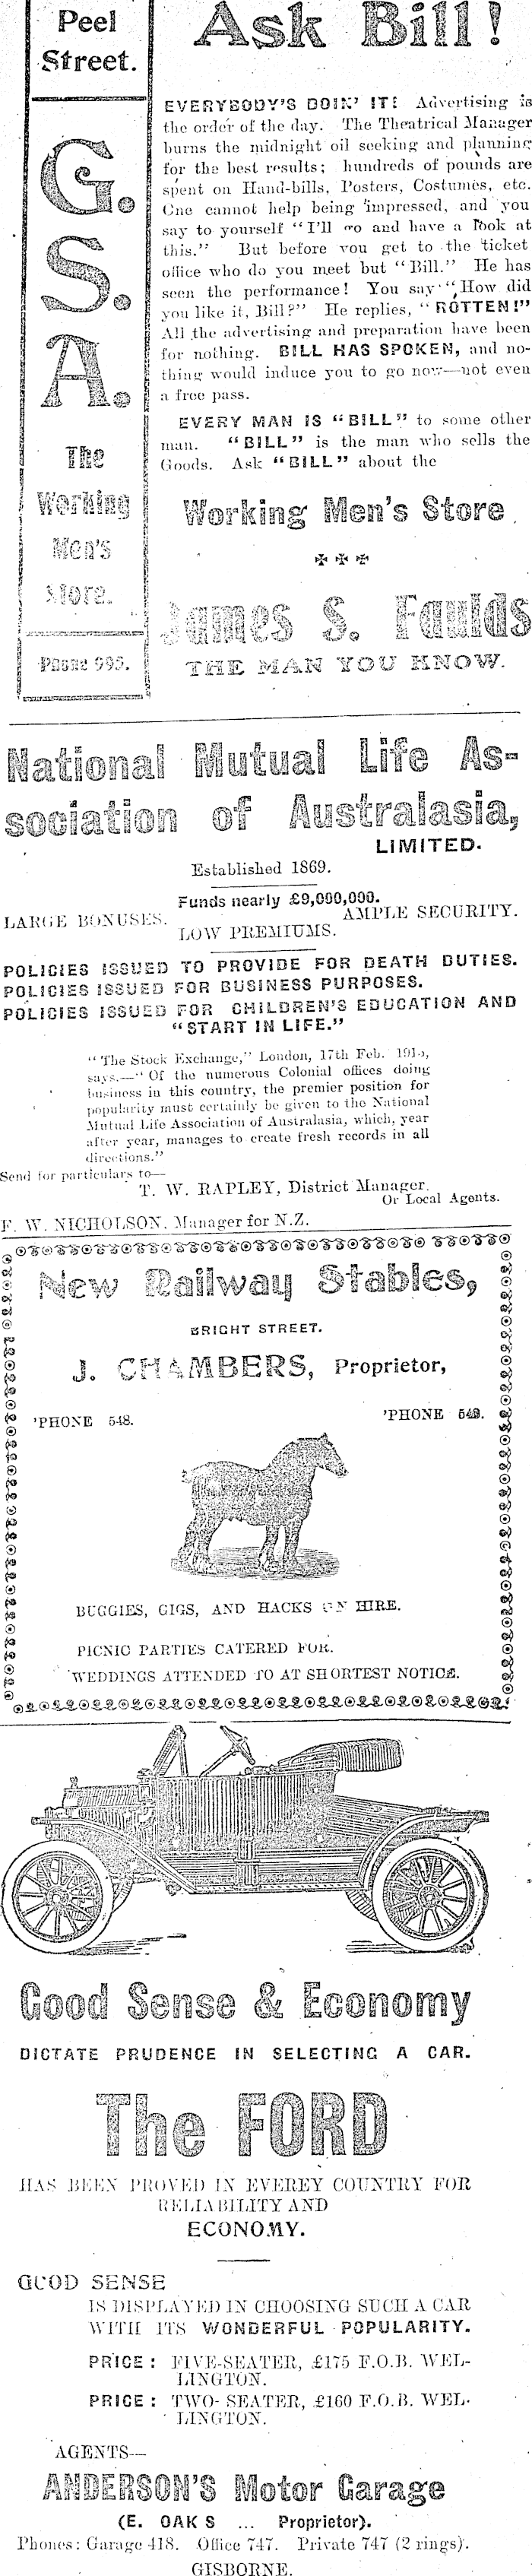 Peel
Street.
G.
S.
A.
The
Working
Men's
Store.
PHONE 995.
Ask Bill!
EVERYBODY'S DOIN' IT! Advertising is
the order of the day. The Theatrical Manager
burns the midnight oil seeking and planning
for the best results; hundreds of pounds are
spent on Hand-bills, Posters, Costumes, etc.
One cannot help being impressed, and you
say to yourself "I'll go and have a look at
this." But before you get to the ticket
office who do you meet but "Bill." He has
seen the performance! You say "How did
you like it, Bill?" He replies, "ROTTEN!"
All the advertising and preparation have been
for nothing. BILL HAS SPOKEN, and no-
thing would induce you to go now—not even
a free pass.
EVERY MAN IS "BILL" to some other
man. "BILL" is the man who sells the
Goods. Ask "BILL" about the
Working Men's Store.
James S. Faulds
THE MAN YOU KNOW.
National Mutual Life As-
sociation of Australasia,
LIMITED.
Established 1869.
Funds nearly £9,000,000.
LARGE BONUSES. AMPLE SECURITY.
LOW PREMIUMS.
POLICIES ISSUED TO PROVIDE FOR DEATH DUTIES.
POLICIES ISSUED FOR BUSINESS PURPOSES.
POLICIES ISSUED FOR CHILDREN'S EDUCATION AND
"START IN LIFE."
"The Stock Exchange," London, 17th Feb.
says.—"Of the numerous Colonial offices doing
business in this country, the premier position for
popularity must certainly be given to the National
Mutual Life Association of Australasia, which, year
after year, manages to create fresh records in all
directions."
Send for particulars to—
T. W. RAPLEY, District Manager,
Or Local Agents.
F. W. NICHOLSON, Manager for N.Z.
New Railway Stables,
BRIGHT STREET.
J. CHAMBERS, Proprietor,
'PHONE 548. 'PHONE 548.
BUGGIES, GIGS, AND HACKS ON HIRE.
PICNIC PARTIES CATERED FOR.
WEDDINGS ATTENDED TO AT SHORTEST NOTICE.
Good Sense & Economy
DICTATE PRUDENCE IN SELECTING A CAR.
The FORD
HAS BEEN PROVED IN EVEREY COUNTRY FOR
RELIABILITY AND
ECONOMY.
GOOD SENSE
IS DISPLAYED IN CHOOSING SUCH A CAR
WITH ITS WONDERFUL POPULARITY.
PRICE: FIVE-SEATER, £175 F.O.B. WEL-
LINGTON.
PRICE: TWO-SEATER, £160 F.O.B. WEL-
LINGTON.
AGENTS—
ANDERSON'S Motor Garage
(E. OAKS ... Proprietor).
Phones: Garage 418. Office 747. Private 747 (2 rings).
GISBORNE.